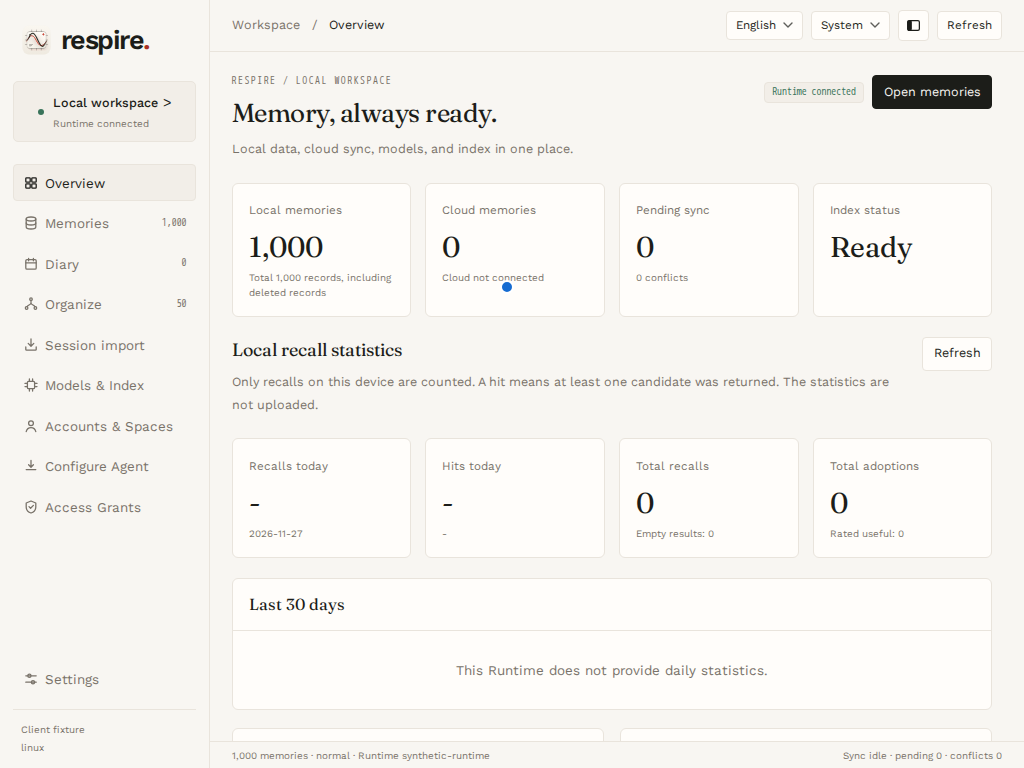 respire.
Local workspace >
Runtime connected
Overview
Memories 1,000
Diary 0
Organize 50
Session import
Models & Index
Accounts & Spaces
Configure Agent
Access Grants
Settings
Client fixture
linux
Workspace / Overview
English
System
Refresh
RESPIRE / LOCAL WORKSPACE
Memory, always ready.
Local data, cloud sync, models, and index in one place.
Runtime connected
Open memories
Local memories
1,000
Total 1,000 records, including
deleted records
Cloud memories
0
Cloud not connected
Pending sync
0
0 conflicts
Index status
Ready
Local recall statistics
Only recalls on this device are counted. A hit means at least one candidate was returned. The statistics are
not uploaded.
Refresh
Recalls today
-
2026-11-27
Hits today
-
-
Total recalls
0
Empty results: 0
Total adoptions
0
Rated useful: 0
Last 30 days
This Runtime does not provide daily statistics.
1,000 memories · normal · Runtime synthetic-runtime
Sync idle · pending 0 · conflicts 0